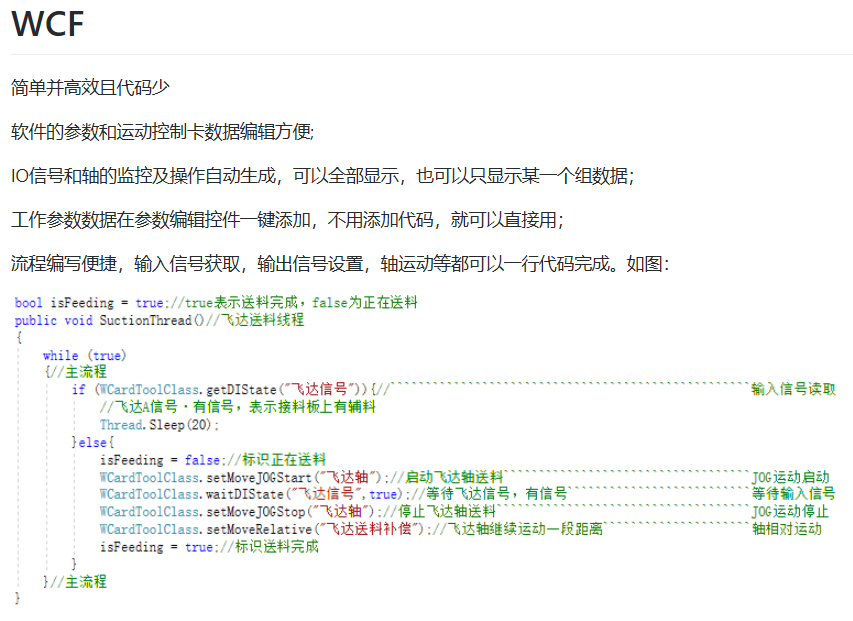 WCF
简单并高效且代码少
软件的参数和运动控制卡数据编辑方便;
IO信号和轴的监控及操作自动生成，可以全部显示，也可以只显示某一个组数据；
工作参数数据在参数编辑控件一键添加，不用添加代码，就可以直接用；
流程编写便捷，输入信号获取，输出信号设置，轴运动等都可以一行代码完成。如图：
bool isFeeding = true;//true表示送料完成，false为正在送料
public void SuctionThread()//飞达送料线程
{
while (true)
{//主流程
if (WCardToolClass.getDIState("飞达信号")){//`````````````````````````````````````````````````````输入信号读取
//飞达A信号·有信号，表示接料板上有辅料
Thread.Sleep(20);
}else{
isFeeding = false;//标识正在送料
WCardToolClass.setMoveJOGStart("飞达轴");//启动飞达轴送料```````````````````````````````````JOG运动启动
WCardToolClass.waitDIState("飞达信号",true);//等待飞达信号，有信号``````````````````````````等待输入信号
WCardToolClass.setMoveJOGStop("飞达轴");//停止飞达轴送料````````````````````````````````````JOG运动停止
WCardToolClass.setMoveRelative("飞达送料补偿");//飞达轴继续运动一段距离`````````````````````轴相对运动
isFeeding = true;//标识送料完成
}
}//主流程
}